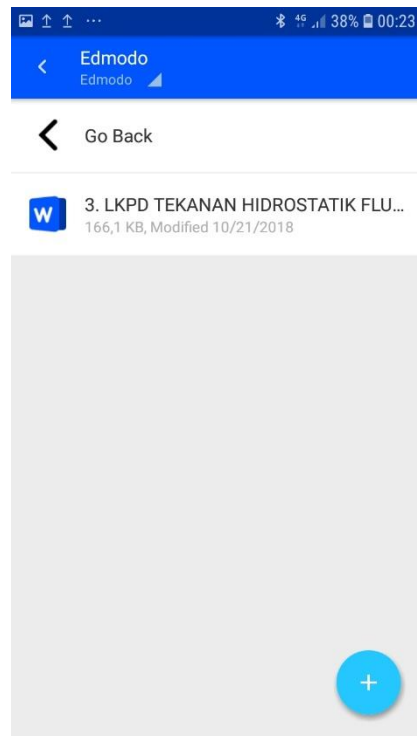 4G 38% 00:23
Edmodo
Edmodo
Go Back
W
3. LKPD TEKANAN HIDROSTATIK FLU...
166,1 KB, Modified 10/21/2018
+